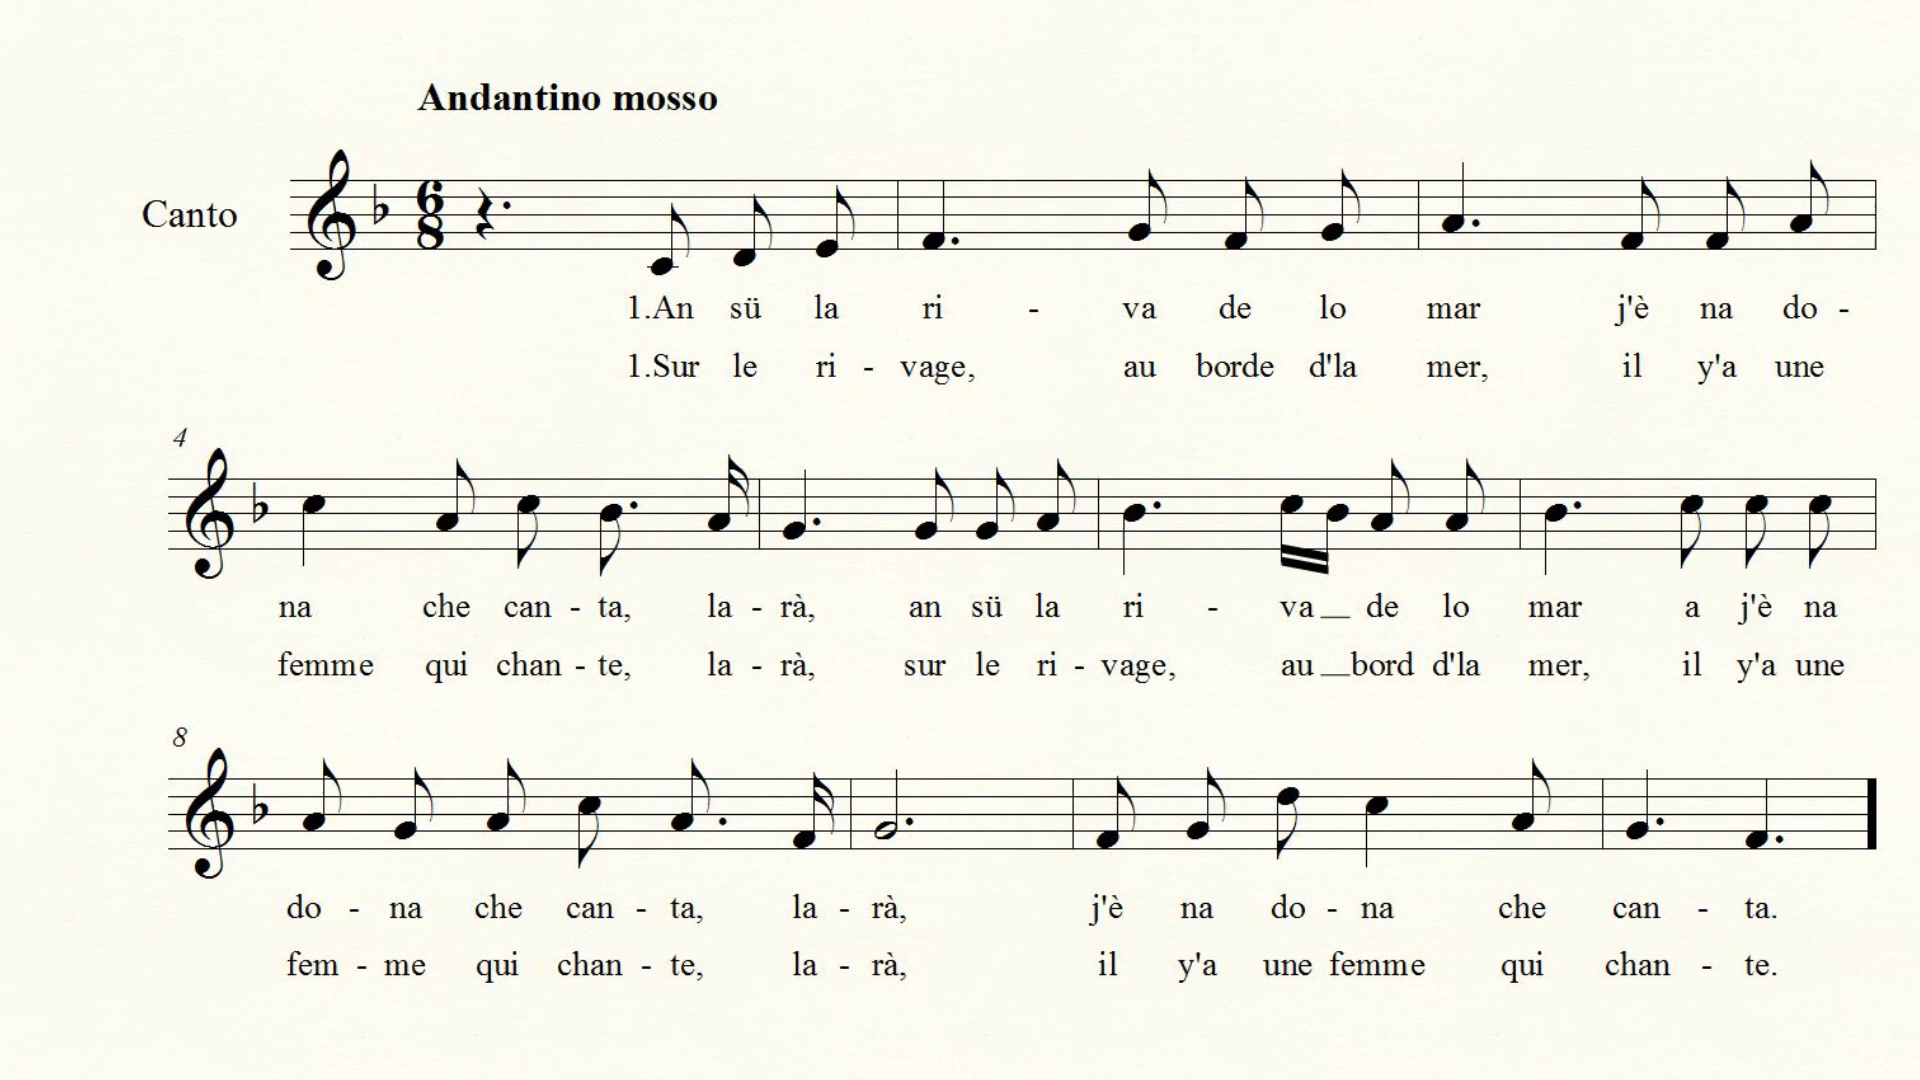 Andantino mosso
Canto
6
8
1.An sü la ri - va de lo mar j'è na do -
1.Sur le ri - vage, au borde d'la mer, il y'a une
4
na che can - ta, la - rà, an sü la ri - va de lo mar a j'è na
femme qui chan - te, la - rà, sur le ri - vage, au bord d'la mer, il y'a une
8
do - na che can - ta, la - rà, j'è na do - na che can - ta.
fem - me qui chan - te, la - rà, il y'a une femme qui chan - te.